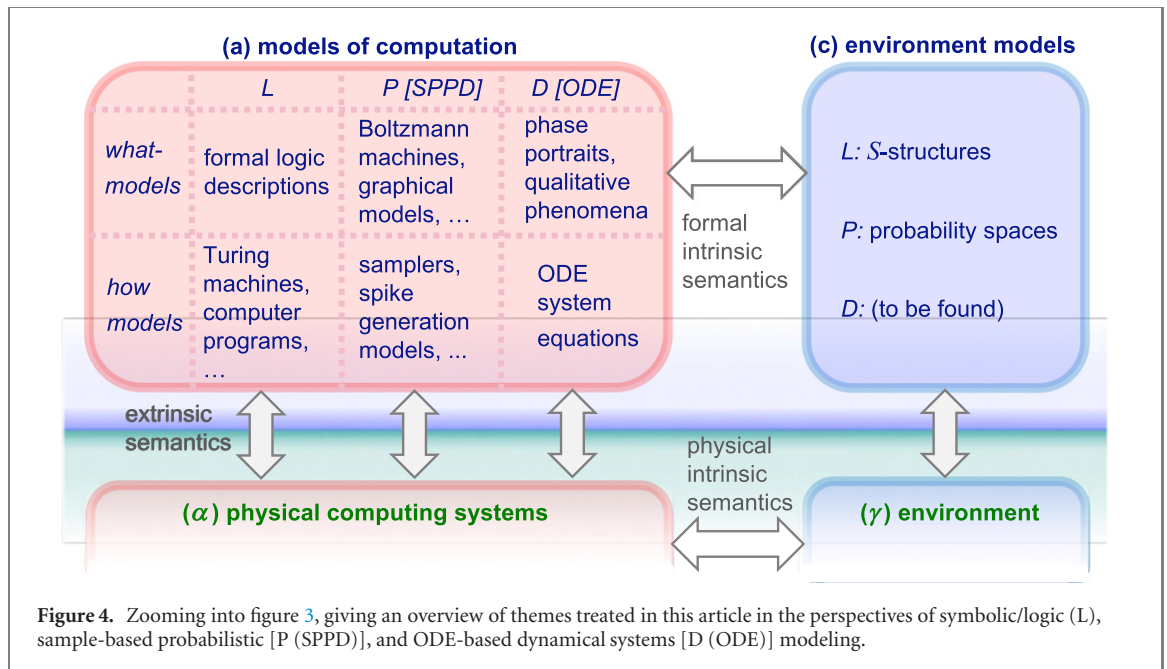 (a) models of computation
(c) environment models
L
P [SPPD]
D [ODE]
what-
models
formal logic
descriptions
Boltzmann
machines,
graphical
models, …
phase
portraits,
qualitative
phenomena
how
models
Turing
machines,
computer
programs,
…
samplers,
spike
generation
models, ...
ODE
system
equations
formal
intrinsic
semantics
L: S-structures
P: probability spaces
D: (to be found)
extrinsic
semantics
physical
intrinsic
semantics
(α) physical computing systems
(γ) environment
Figure 4. Zooming into figure 3, giving an overview of themes treated in this article in the perspectives of symbolic/logic (L),
sample-based probabilistic [P (SPPD)], and ODE-based dynamical systems [D (ODE)] modeling.